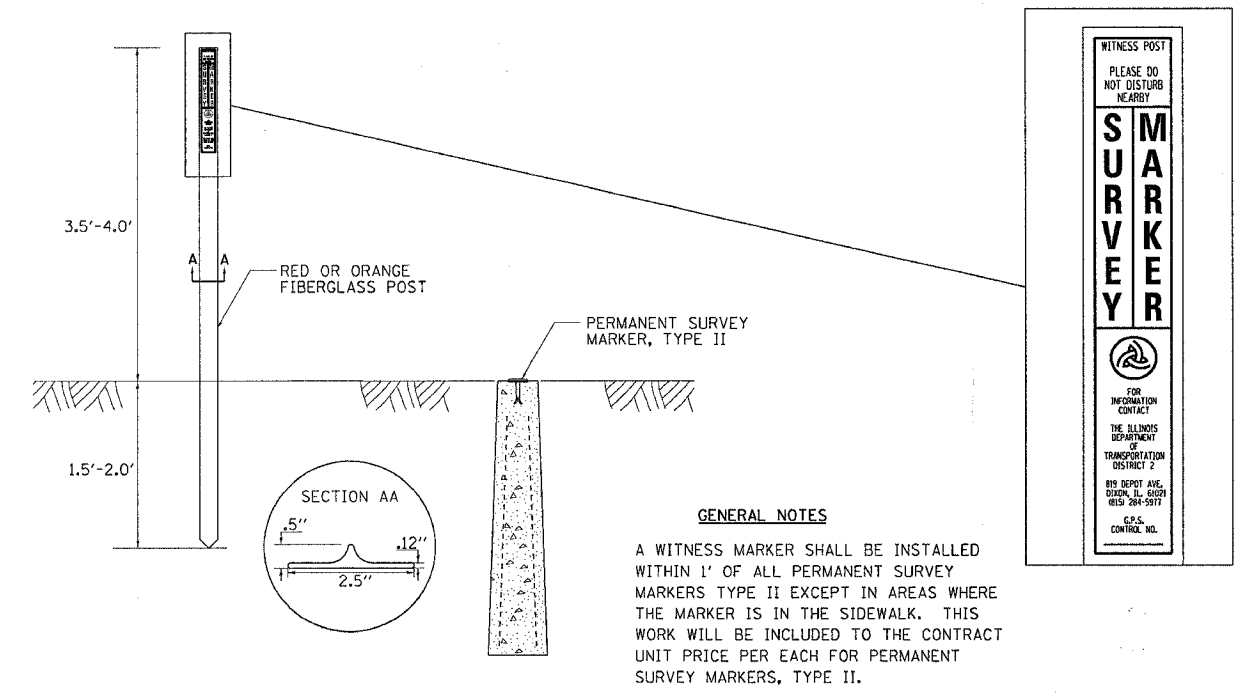 3.5'-4.0'
A A
RED OR ORANGE
FIBERGLASS POST
PERMANENT SURVEY
MARKER, TYPE II
1.5'-2.0'
SECTION AA
.5"
.12"
2.5"
GENERAL NOTES
A WITNESS MARKER SHALL BE INSTALLED
WITHIN 1' OF ALL PERMANENT SURVEY
MARKERS TYPE II EXCEPT IN AREAS WHERE
THE MARKER IS IN THE SIDEWALK. THIS
WORK WILL BE INCLUDED TO THE CONTRACT
UNIT PRICE PER EACH FOR PERMANENT
SURVEY MARKERS, TYPE II.
WITNESS POST
PLEASE DO
NOT DISTURB
NEARBY
SURVEY
MARKER
FOR
INFORMATION
CONTACT
THE ILLINOIS
DEPARTMENT
OF
TRANSPORTATION
DISTRICT 2
819 DEPOT AVE.
DIXON, IL. 61021
(815) 284-5977
G.P.S.
CONTROL NO.